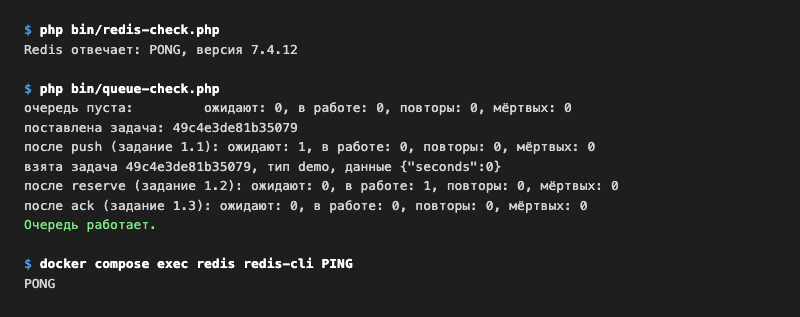 $ php bin/redis-check.php
Redis отвечает: PONG, версия 7.4.12
$ php bin/queue-check.php
очередь пуста:         ожидают: 0, в работе: 0, повторы: 0, мёртвых: 0
поставлена задача: 49c4e3de81b35079
после push (задание 1.1): ожидают: 1, в работе: 0, повторы: 0, мёртвых: 0
взята задача 49c4e3de81b35079, тип demo, данные {"seconds":0}
после reserve (задание 1.2): ожидают: 0, в работе: 1, повторы: 0, мёртвых: 0
после ack (задание 1.3): ожидают: 0, в работе: 0, повторы: 0, мёртвых: 0
Очередь работает.
$ docker compose exec redis redis-cli PING
PONG